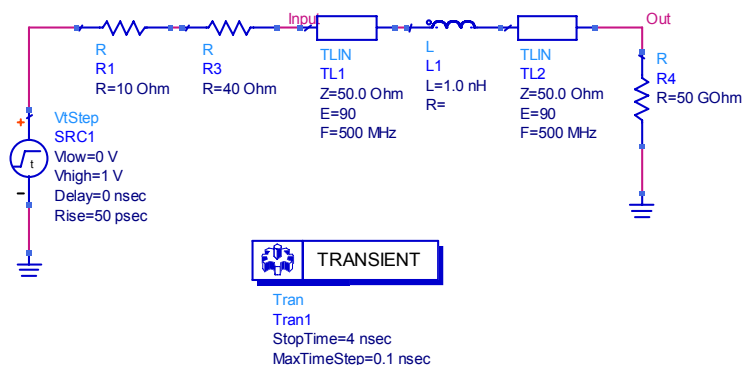 Input
Out
R
R1
R=10 Ohm
R
R3
R=40 Ohm
TLIN
TL1
Z=50.0 Ohm
E=90
F=500 MHz
L
L1
L=1.0 nH
R=
TLIN
TL2
Z=50.0 Ohm
E=90
F=500 MHz
R
R4
R=50 GOhm
+
t
-
VtStep
SRC1
Vlow=0 V
Vhigh=1 V
Delay=0 nsec
Rise=50 psec
TRANSIENT
Tran
Tran1
StopTime=4 nsec
MaxTimeStep=0.1 nsec